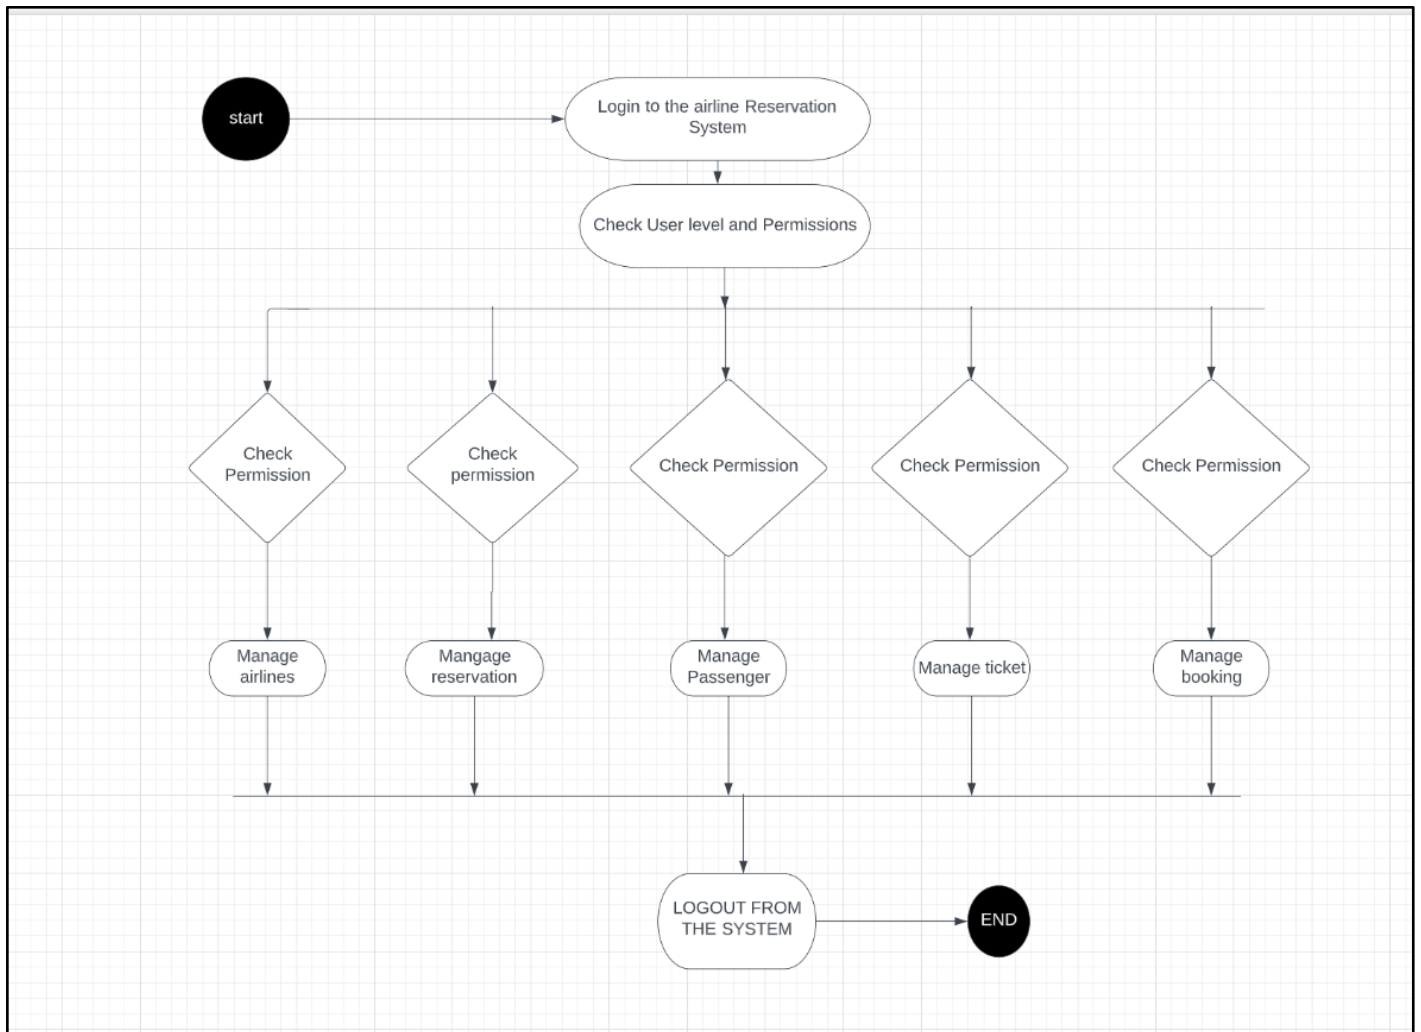 start
Login to the airline Reservation
System
Check User level and Permissions
Check
Permission
Check
permission
Check Permission
Check Permission
Check Permission
Manage
airlines
Mangage
reservation
Manage
Passenger
Manage ticket
Manage
booking
LOGOUT FROM
THE SYSTEM
END